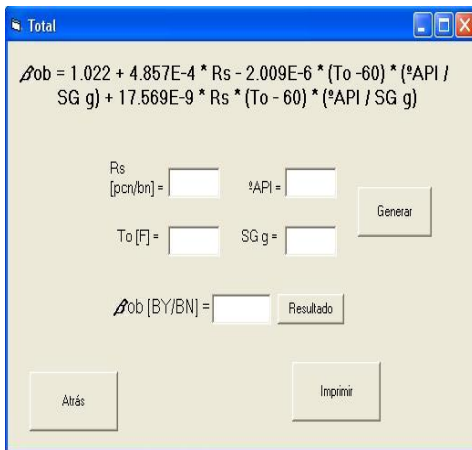 Total
βob = 1.022 + 4.857E-4 * Rs - 2.009E-6 * (To -60) * (ºAPI /
SG g) + 17.569E-9 * Rs * (To - 60) * (ºAPI / SG g)
Rs
[pcn/bn] =
ºAPI =
Generar
To [F] =
SG g =
βob [BY/BN] =
Resultado
Atrás
Imprimir